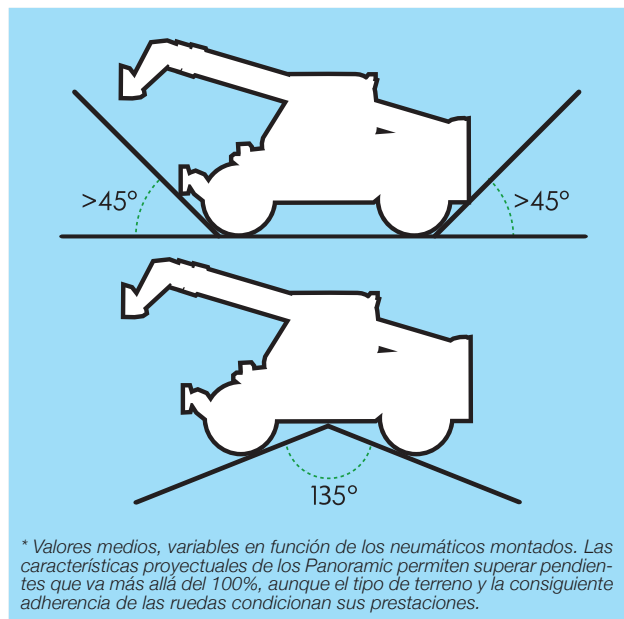 >45°
>45°
135°
* Valores medios, variables en función de los neumáticos montados. Las
características proyectuales de los Panoramic permiten superar pendien-
tes que va más allá del 100%, aunque el tipo de terreno y la consiguiente
adherencia de las ruedas condicionan sus prestaciones.